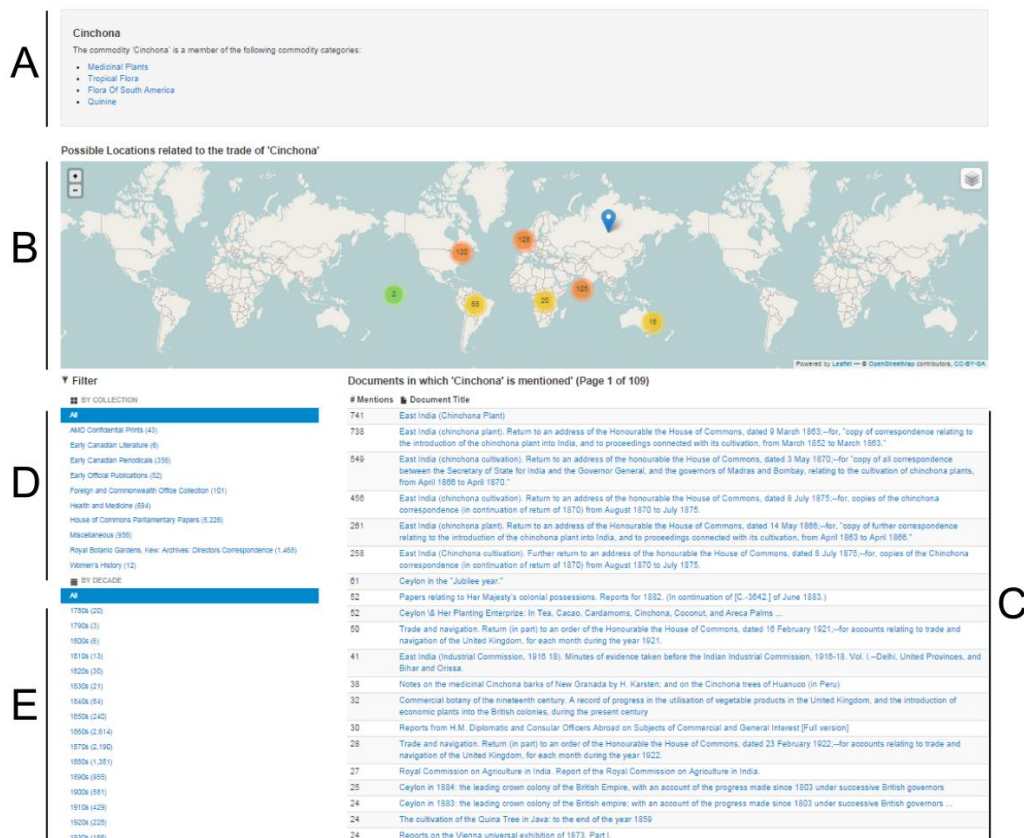 A
Cinchona
The commodity 'Cinchona' is a member of the following commodity categories:
Medicinal Plants
Tropical Flora
Flora Of South America
Quinine
B
Possible Locations related to the trade of 'Cinchona'
+
−
120
125
2
20
125
Powered by Leaflet — © OpenStreetMap contributors, CC-BY-SA
Filter
D
BY COLLECTION
All
AMD Confidential Prints (43)
Early Canadian Literature (6)
Early Canadian Periodicals (356)
Early Official Publications (52)
Foreign and Commonwealth Office Collection (101)
Health and Medicine (694)
House of Commons Parliamentary Papers (5,226)
Miscellaneous (956)
Royal Botanic Gardens, Kew: Archives: Directors Correspondence (1,468)
Women's History (12)
E
BY DECADE
All
1780s (20)
1790s (3)
1800s (6)
1810s (13)
1820s (30)
1830s (21)
1840s (64)
1850s (240)
1860s (2,614)
1870s (2,190)
1880s (1,351)
1890s (955)
1900s (581)
1910s (429)
1920s (228)
C
Documents in which 'Cinchona' is mentioned' (Page 1 of 109)
# Mentions Document Title
741 East India (Chinchona Plant)
738 East India (chinchona plant). Return to an address of the Honourable the House of Commons, dated 9 March 1863;--for, "copy of correspondence relating to
the introduction of the chinchona plant into India, and to proceedings connected with its cultivation, from March 1852 to March 1863."
549 East India (chinchona cultivation). Return to an address of the honourable the House of Commons, dated 3 May 1870;--for "copy of all correspondence
between the Secretary of State for India and the Governor General, and the governors of Madras and Bombay, relating to the cultivation of chinchona plants,
from April 1866 to April 1870."
466 East India (chinchona cultivation). Return to an address of the honourable the House of Commons, dated 8 July 1875;--for, copies of the chinchona
correspondence (in continuation of return of 1870) from August 1870 to July 1875.
261 East India (chinchona plant). Return to an address of the Honourable the House of Commons, dated 14 May 1866;--for, "copy of further correspondence
relating to the introduction of the chinchona plant into India, and to proceedings connected with its cultivation, from April 1863 to April 1866."
258 East India (Chinchona cultivation). Further return to an address of the honourable the House of Commons, dated 8 July 1875;--for, copies of the Chinchona
correspondence (in continuation of return of 1870) from August 1870 to July 1875.
61 Ceylon in the "Jubilee year."
52 Papers relating to Her Majesty's colonial possessions. Reports for 1882. (In continuation of [C.-3642.] of June 1883.)
52 Ceylon \& Her Planting Enterprize: In Tea, Cacao, Cardamoms, Cinchona, Coconut, and Areca Palms ...
50 Trade and navigation. Return (in part) to an order of the Honourable the House of Commons, dated 16 February 1921;--for accounts relating to trade and
navigation of the United Kingdom, for each month during the year 1921.
41 East India (Industrial Commission, 1916 18). Minutes of evidence taken before the Indian Industrial Commission, 1916-18. Vol. I.--Delhi, United Provinces, and
Bihar and Orissa.
38 Notes on the medicinal Cinchona barks of New Granada by H. Karsten; and on the Cinchona trees of Huanuco (in Peru)
32 Commercial botany of the nineteenth century. A record of progress in the utilisation of vegetable products in the United Kingdom, and the introduction of
economic plants into the British colonies, during the present century
30 Reports from H.M. Diplomatic and Consular Officers Abroad on Subjects of Commercial and General Interest [Full version]
28 Trade and navigation. Return (in part) to an order of the Honourable the House of Commons, dated 23 February 1922;--for accounts relating to trade and
navigation of the United Kingdom, for each month during the year 1922.
27 Royal Commission on Agriculture in India. Report of the Royal Commission on Agriculture in India.
25 Ceylon in 1884: the leading crown colony of the British Empire, with an account of the progress made since 1803 under successive British governors
24 Ceylon in 1883: the leading crown colony of the British empire; with an account of the progress made since 1803 under successive British governors ...
24 The cultivation of the Quina Tree in Java: to the end of the year 1859
24 Reports on the Vienna universal exhibition of 1873. Part I.